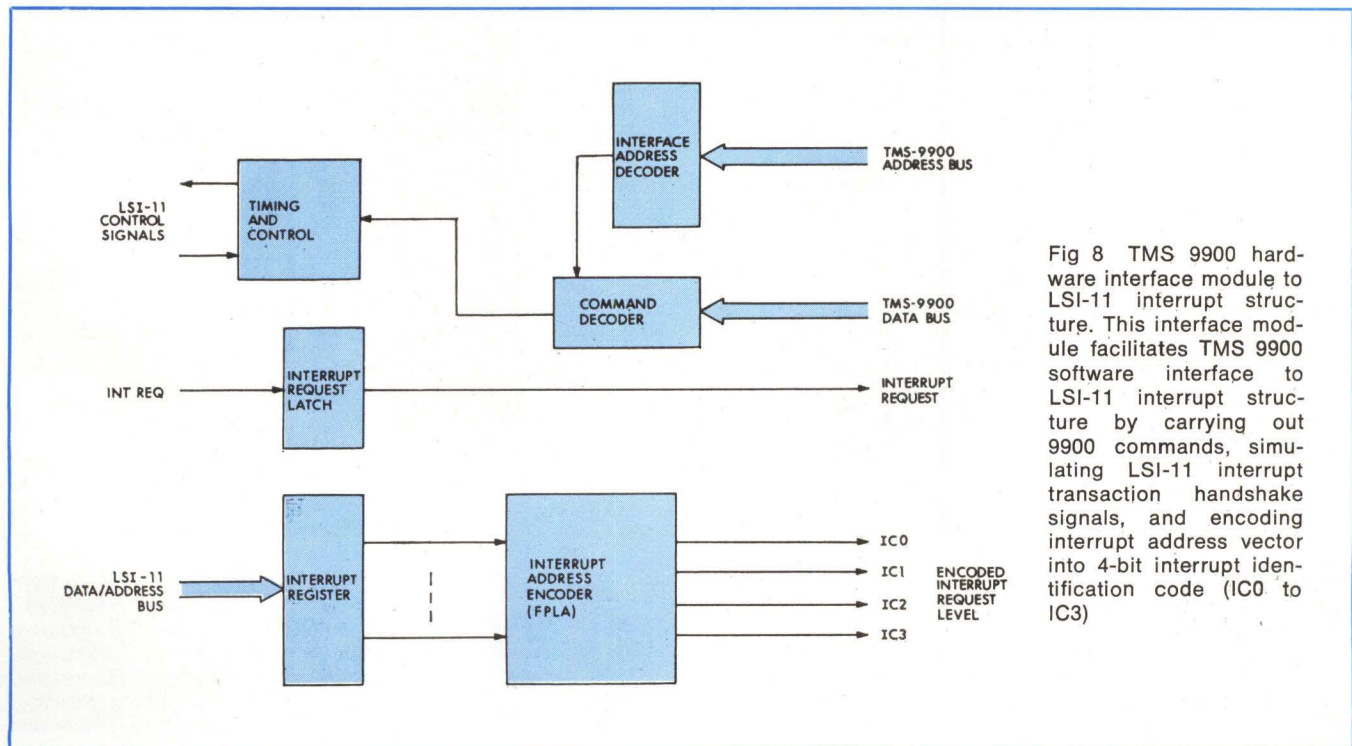 INTERFACE
ADDRESS
DECODER
TMS-9900
ADDRESS BUS
LSI-11
CONTROL
SIGNALS
TIMING
AND
CONTROL
COMMAND
DECODER
TMS-9900
DATA BUS
INT REQ
INTERRUPT
REQUEST
LATCH
INTERRUPT
REQUEST
LSI-11
DATA/ADDRESS
BUS
INTERRUPT
REGISTER
INTERRUPT
ADDRESS
ENCODER
(FPLA)
IC0
IC1
IC2
IC3
ENCODED
INTERRUPT
REQUEST
LEVEL
Fig 8 TMS 9900 hard-
ware interface module to
LSI-11 interrupt struc-
ture. This interface mod-
ule facilitates TMS 9900
software interface to
LSI-11 interrupt struc-
ture by carrying out
9900 commands, simu-
lating LSI-11 interrupt
transaction handshake
signals, and encoding
interrupt address vector
into 4-bit interrupt iden-
tification code (IC0 to
IC3)